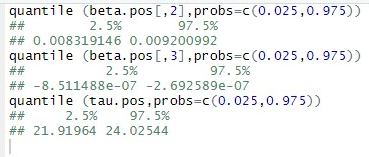 quantile (beta.pos[,2],probs=c(0.025,0.975))
##        2.5%       97.5%
## 0.008319146 0.009200992
quantile (beta.pos[,3],probs=c(0.025,0.975))
##          2.5%         97.5%
## -8.511488e-07 -2.692589e-07
quantile (tau.pos,probs=c(0.025,0.975))
##     2.5%    97.5%
## 21.91964 24.02544